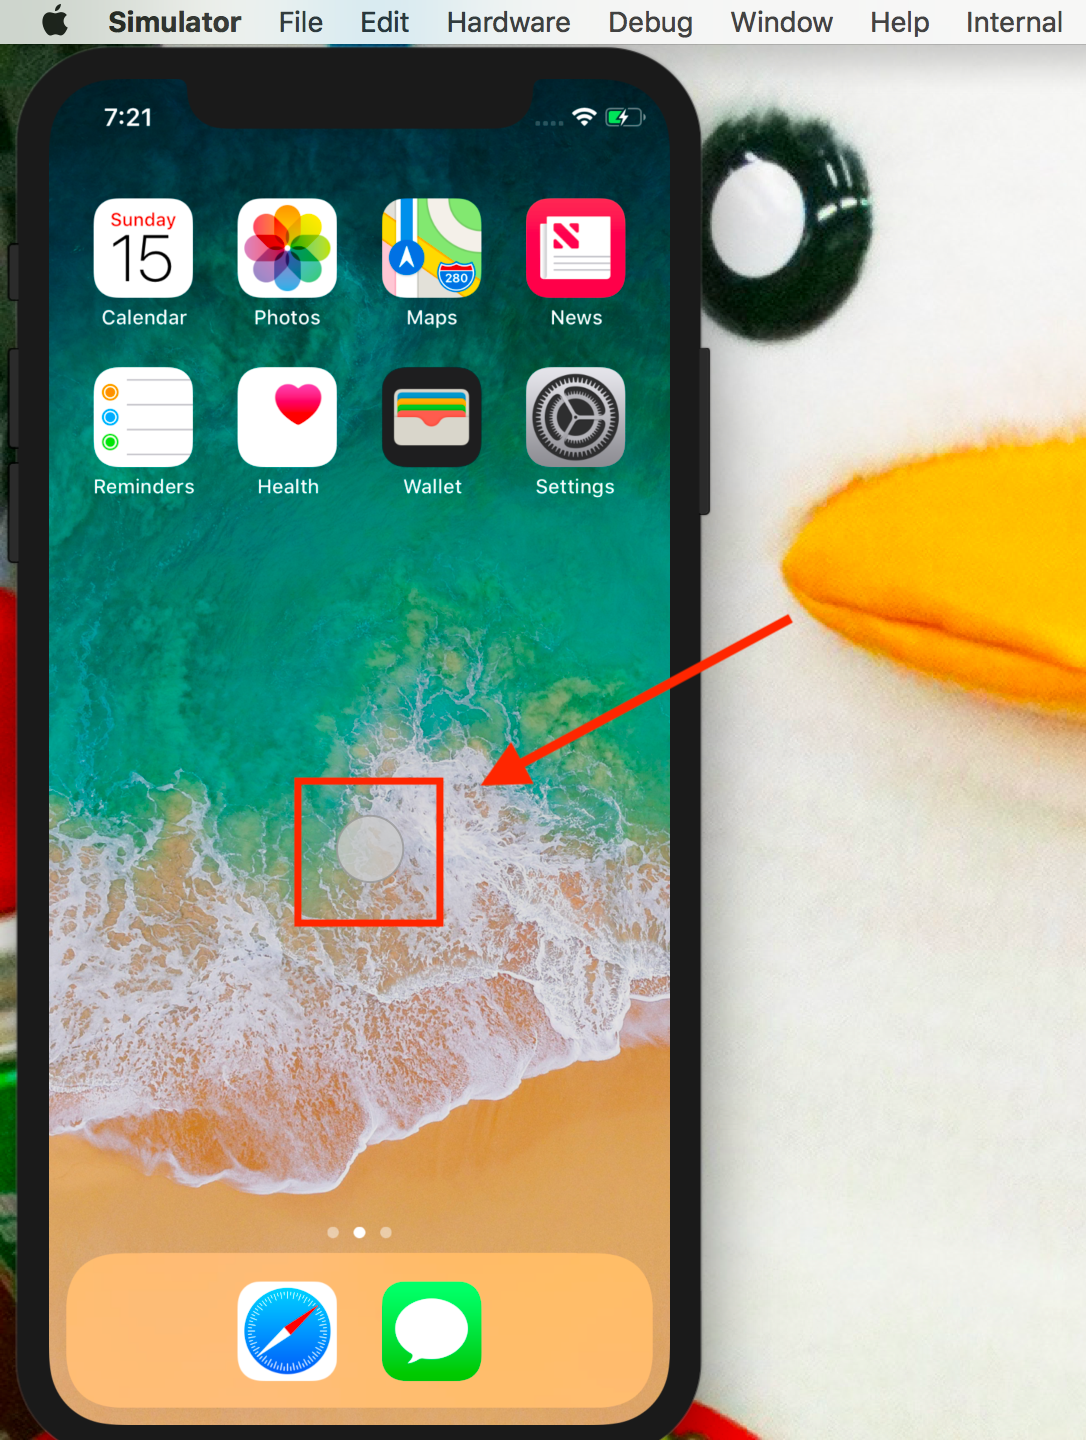 Simulator File Edit Hardware Debug Window Help Internal
7:21
Sunday
15
280
Calendar Photos Maps News
Reminders Health Wallet Settings